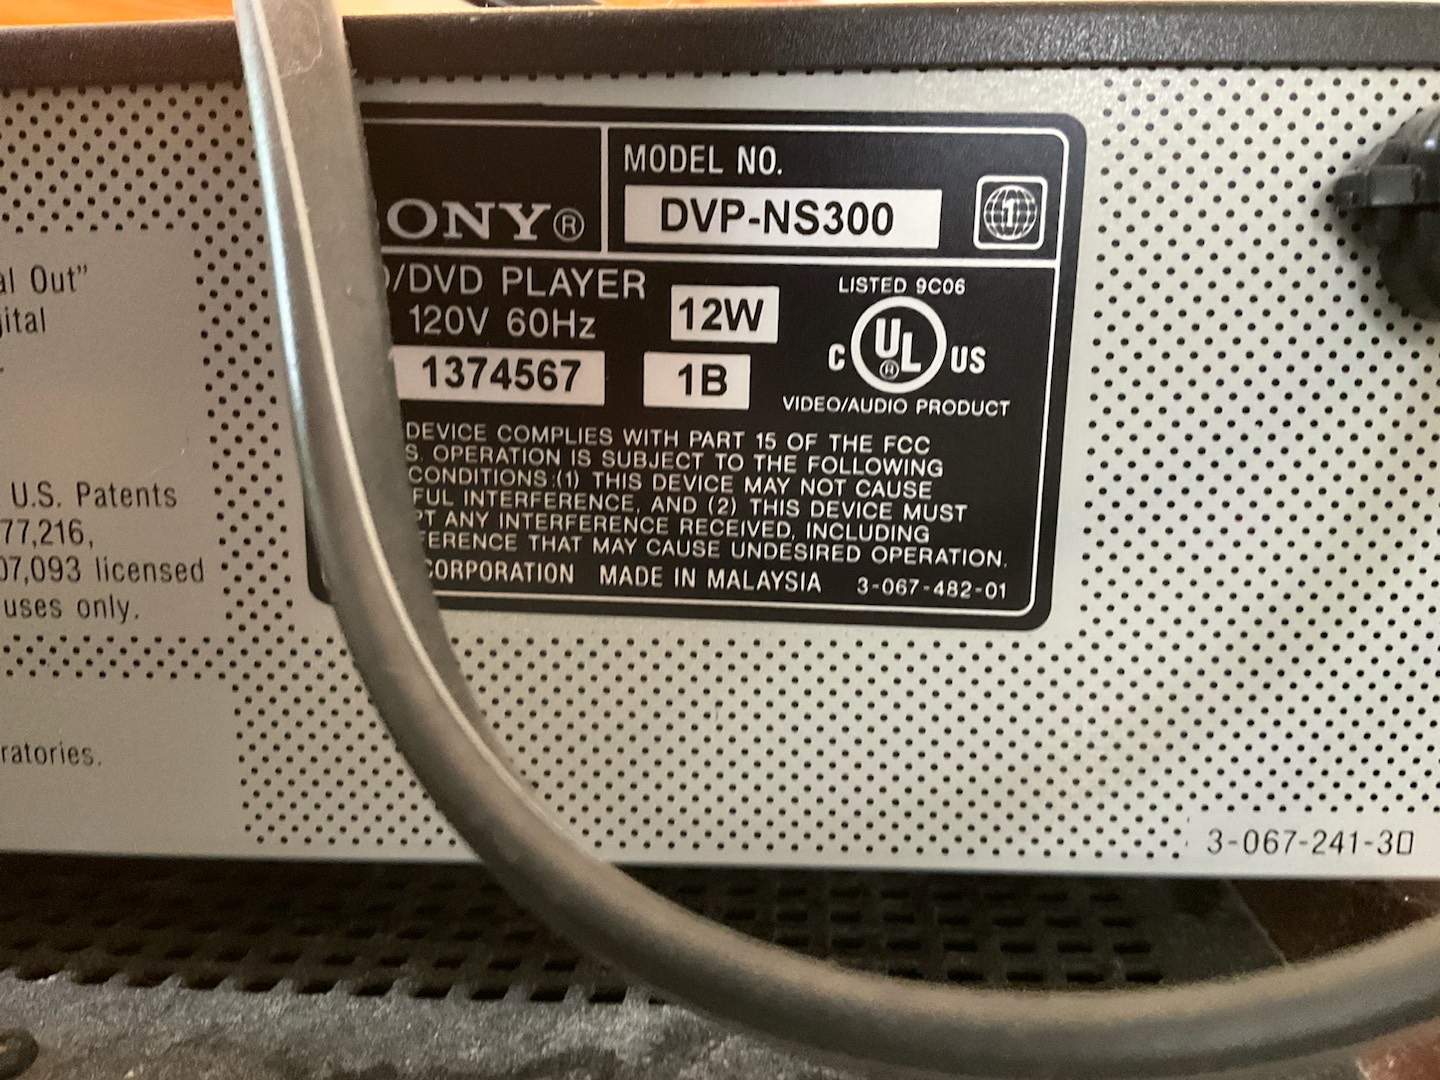 ONY®
MODEL NO.
DVP-NS300
1
al Out"
/DVD PLAYER
LISTED 9C06
ital
120V 60Hz
12W
C UL® US
1374567
1B
VIDEO/AUDIO PRODUCT
DEVICE COMPLIES WITH PART 15 OF THE FCC
S. OPERATION IS SUBJECT TO THE FOLLOWING
CONDITIONS:(1) THIS DEVICE MAY NOT CAUSE
FUL INTERFERENCE, AND (2) THIS DEVICE MUST
PT ANY INTERFERENCE RECEIVED, INCLUDING
ERENCE THAT MAY CAUSE UNDESIRED OPERATION.
CORPORATION MADE IN MALAYSIA 3-067-482-01
U.S. Patents
77,216,
07,093 licensed
uses only.
ratories.
3-067-241-30